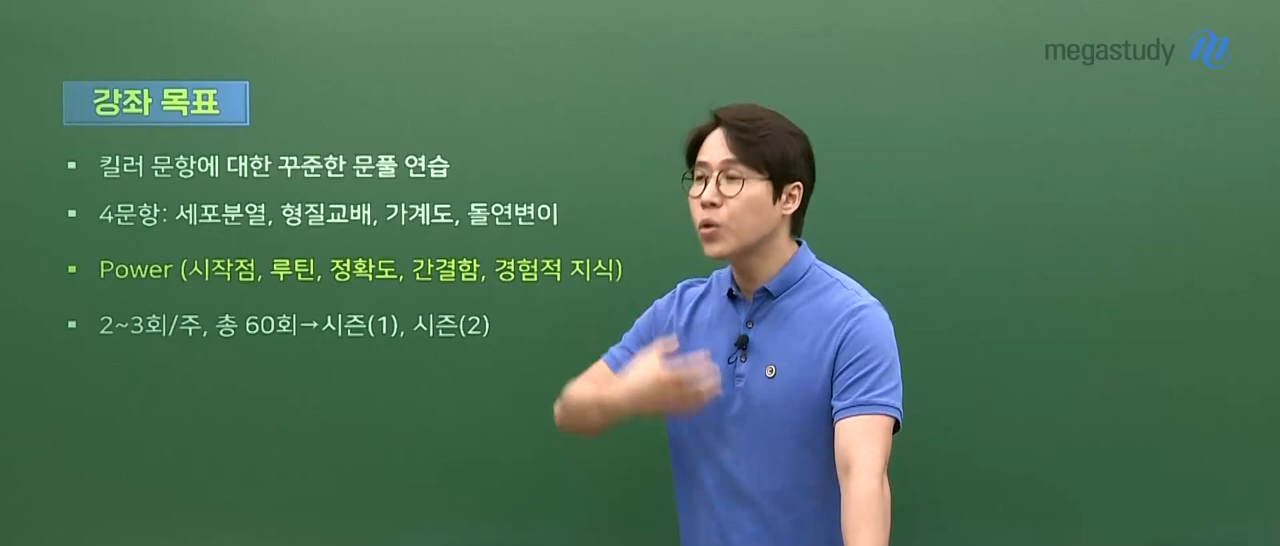 megastudy
강좌 목표
▪ 킬러 문항에 대한 꾸준한 문풀 연습
▪ 4문항: 세포분열, 형질교배, 가계도, 돌연변이
▪ Power (시작점, 루틴, 정확도, 간결함, 경험적 지식)
▪ 2~3회/주, 총 60회→시즌(1), 시즌(2)